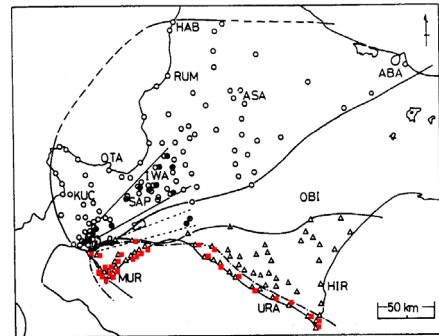 HAB
RUM
ABA
ASA
OTA
IWA
KUC
SAP
OBI
MUR
HIR
URA
50 km